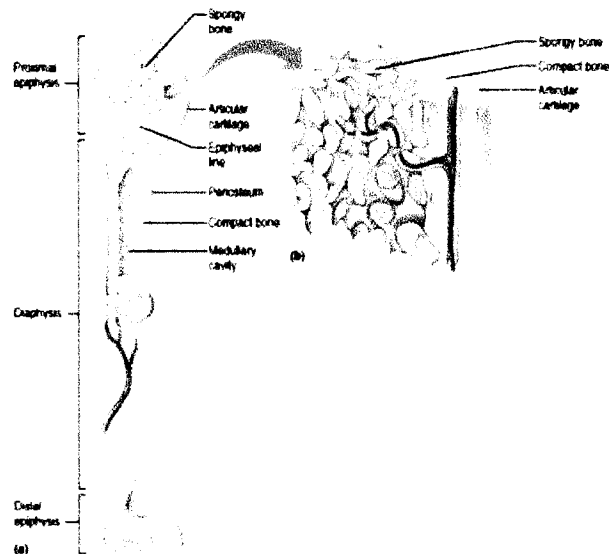 Spongy
bone
Proximal
epiphysis
Articular
cartilage
Epiphyseal
line
Periosteum
Compact bone
Medullary
cavity
Diaphysis
Distal
epiphysis
(a)
Spongy bone
Compact bone
Articular
cartilage
(b)